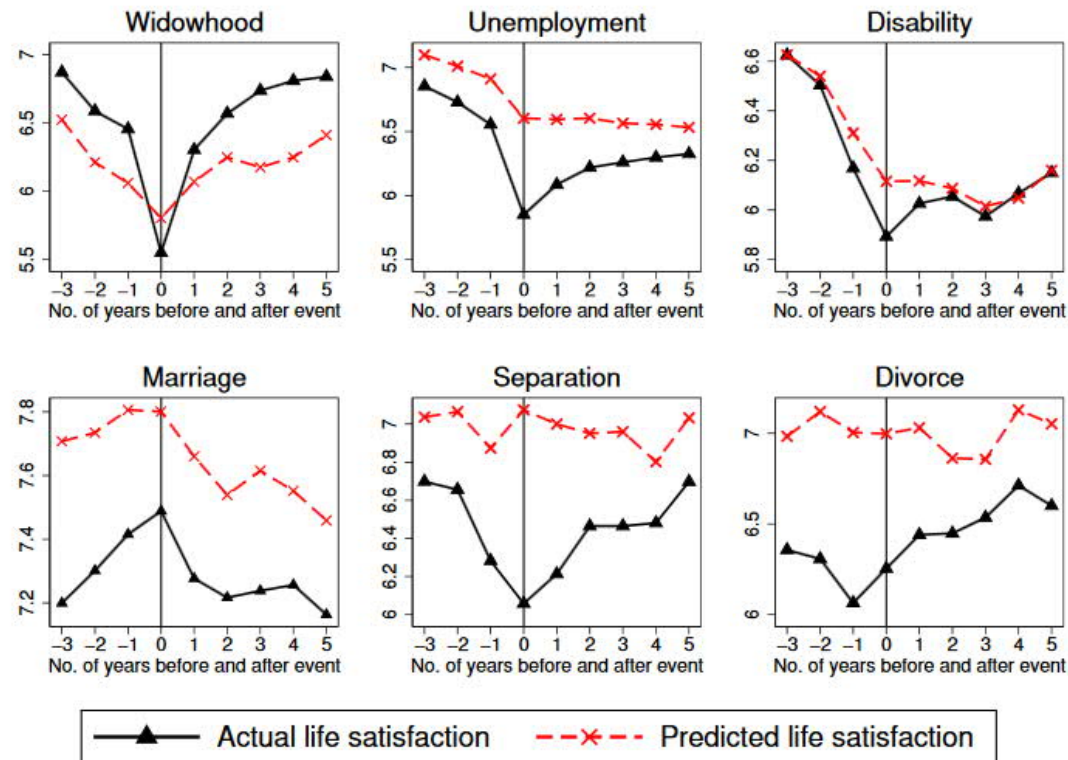 Widowhood
Unemployment
Disability
7
6.5
6
5.5
−3 −2 −1 0 1 2 3 4 5
No. of years before and after event
7
6.5
6
5.5
−3 −2 −1 0 1 2 3 4 5
No. of years before and after event
6.6
6.4
6.2
6
5.8
−3 −2 −1 0 1 2 3 4 5
No. of years before and after event
Marriage
Separation
Divorce
7.8
7.6
7.4
7.2
−3 −2 −1 0 1 2 3 4 5
No. of years before and after event
7
6.8
6.6
6.4
6.2
6
−3 −2 −1 0 1 2 3 4 5
No. of years before and after event
7
6.5
6
−3 −2 −1 0 1 2 3 4 5
No. of years before and after event
Actual life satisfaction
Predicted life satisfaction